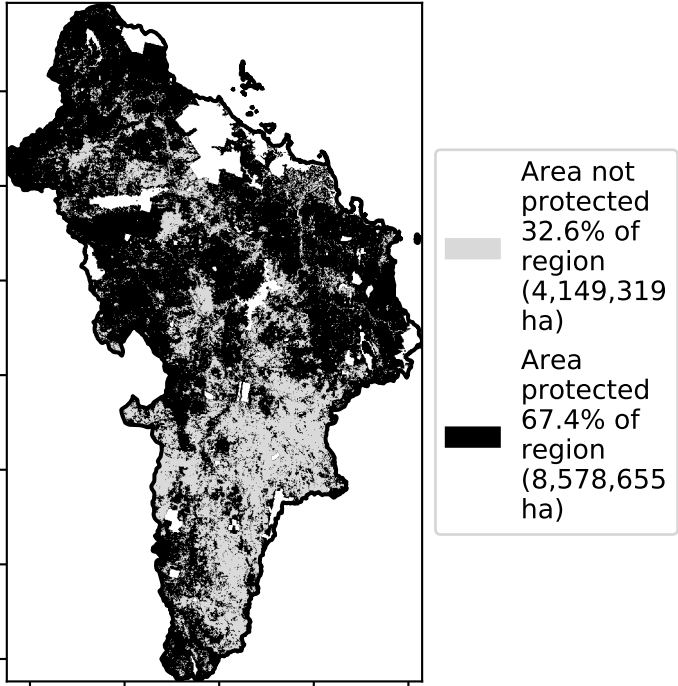 Area not
protected
32.6% of
region
(4,149,319
ha)
Area
protected
67.4% of
region
(8,578,655
ha)